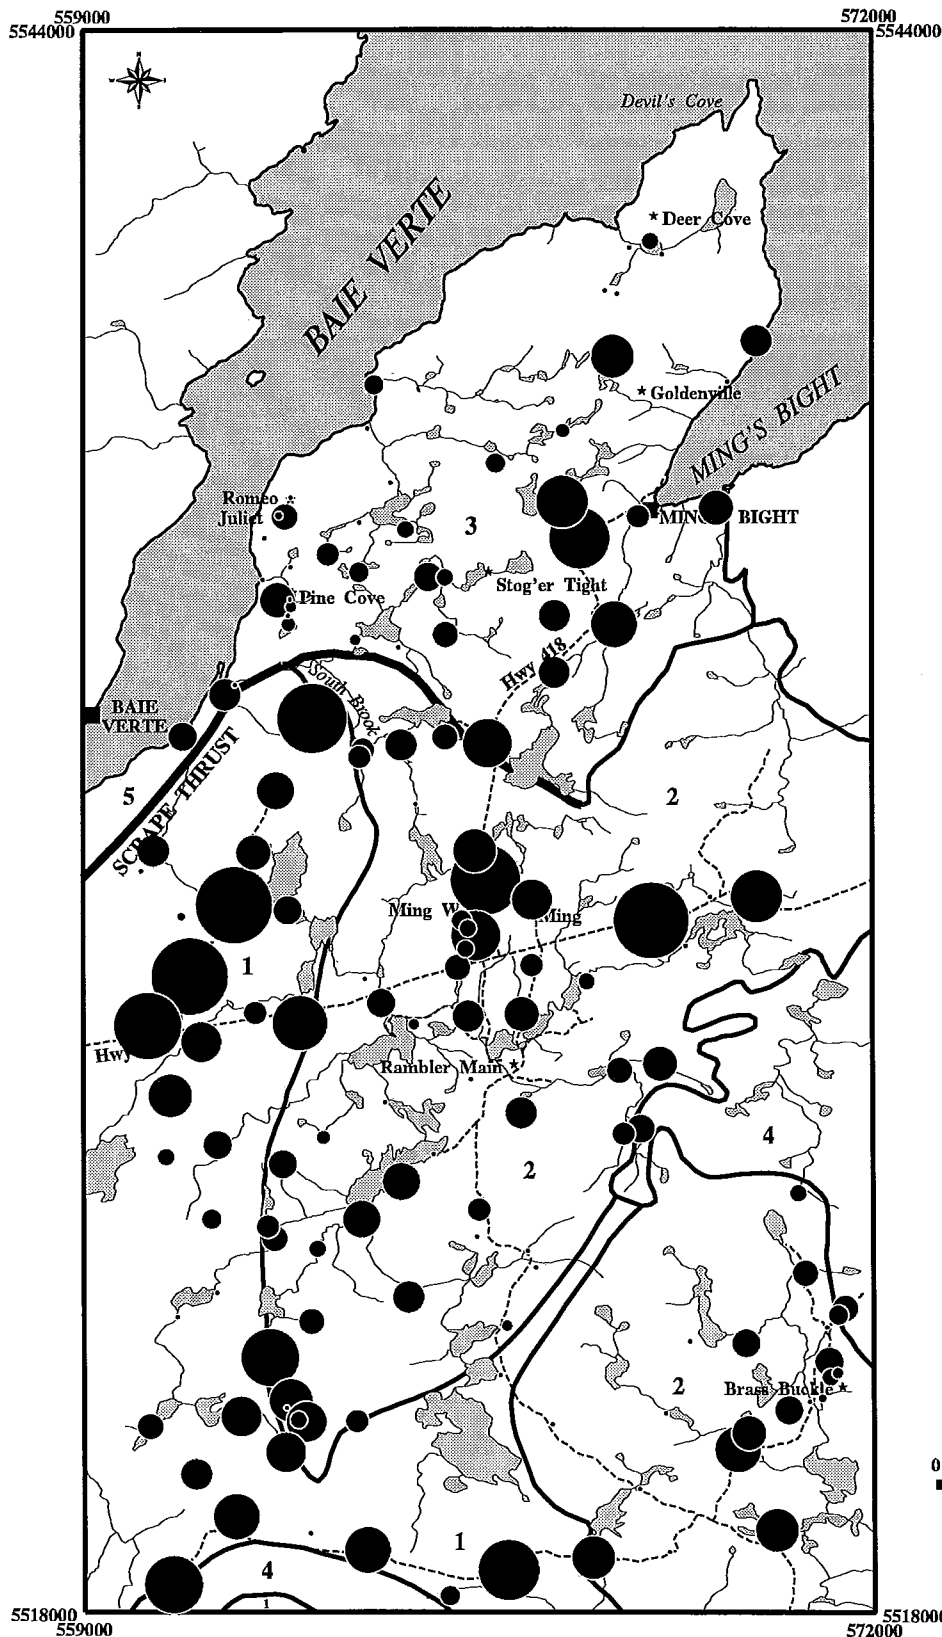 559000 572000
5544000 5544000
Devil's Cove
Deer Cove
BAIE VERTE
Goldenville
MING'S BIGHT
Romeo
Juliet
3
BIGHT
Stog'er Tight
Pine Cove
Hwy 418
South Brook
BAIE
VERTE
5
SCRAPE THRUST
2
Ming W
Ming
1
Hwy
Rambler Main
4
2
2
Brass Buckle
0
1
4
1
5518000 5518000
559000 572000